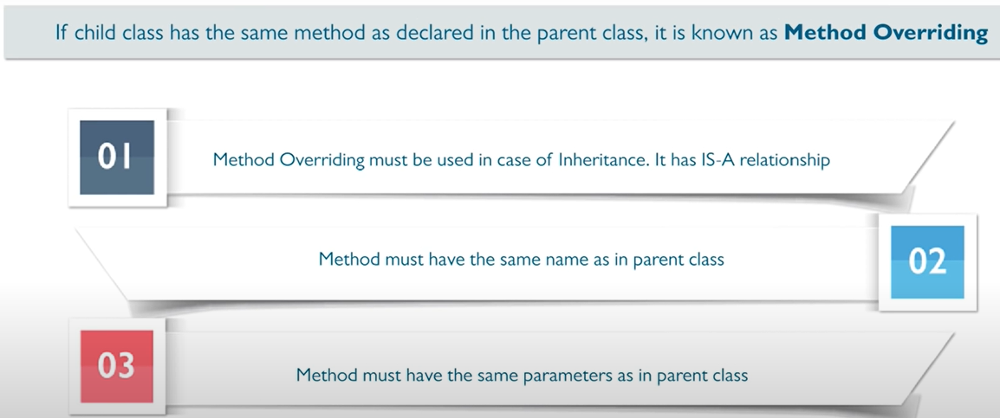 If child class has the same method as declared in the parent class, it is known as Method Overriding
01
Method Overriding must be used in case of Inheritance. It has IS-A relationship
Method must have the same name as in parent class
02
03
Method must have the same parameters as in parent class